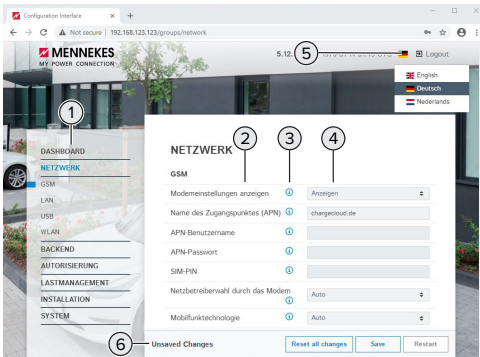 Configuration Interface
Not secure | 192.168.123.123/groups/network
MENNEKES
MY POWER CONNECTION
5.12.
5
Logout
English
Deutsch
Nederlands
1
DASHBOARD
NETZWERK
GSM
LAN
USB
WLAN
BACKEND
AUTORISIERUNG
LASTMANAGEMENT
INSTALLATION
SYSTEM
NETZWERK
2
3
4
GSM
Modemeinstellungen anzeigen
Anzeigen
Name des Zugangspunktes (APN)
chargecloud.de
APN-Benutzername
APN-Passwort
SIM-PIN
Netzbetreiberwahl durch das Modem
Auto
Mobilfunktechnologie
Auto
6
Unsaved Changes
Reset all changes
Save
Restart